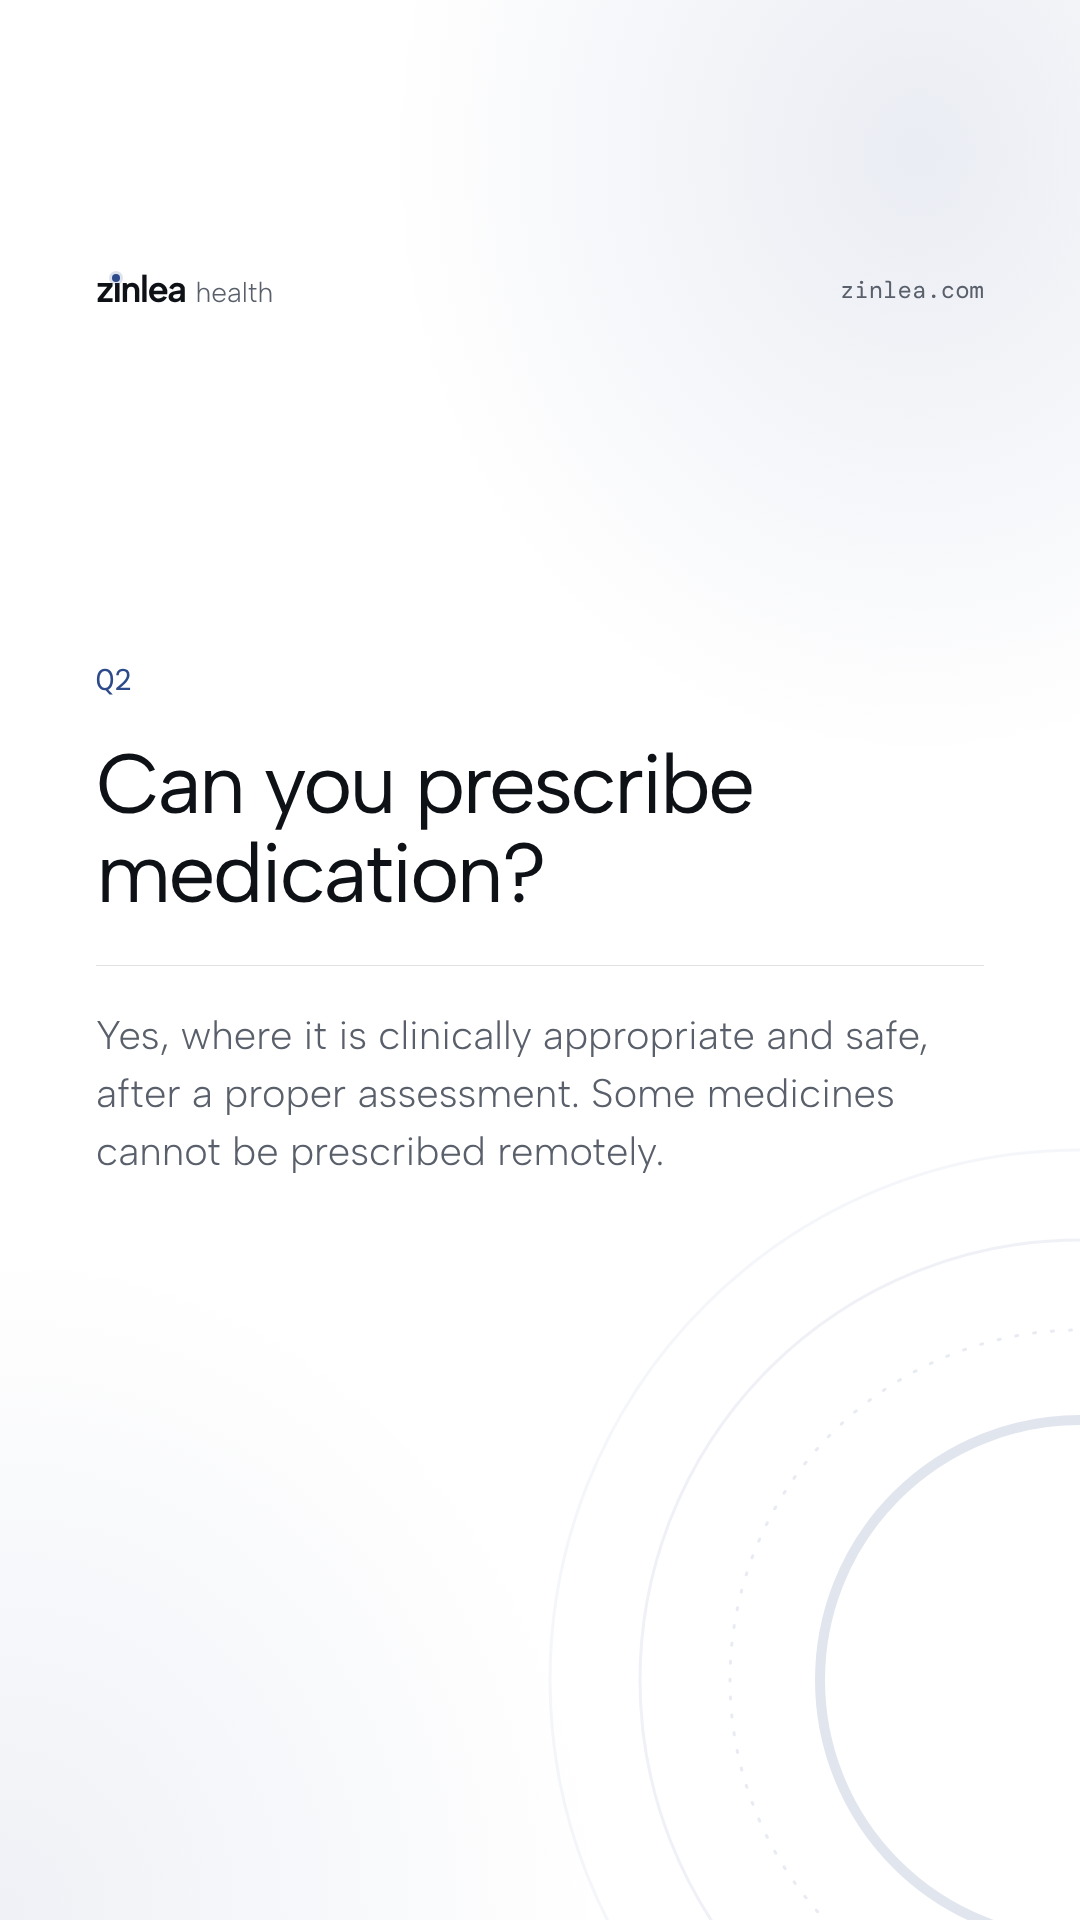 zinlea health
zinlea.com
Q2
Can you prescribe
medication?
Yes, where it is clinically appropriate and safe,
after a proper assessment. Some medicines
cannot be prescribed remotely.